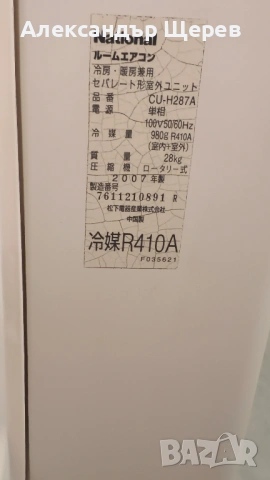 © Александър Щерев
National
ルームエアコン
冷房・暖房兼用
セパレート形室外ユニット
品番 CU-H287A
電源 単相
100V50/60Hz
冷媒量 980g R410A
(室内+室外)
質量 28kg
圧縮機 ロータリー式
2007年製
製造番号
7611210891 R
松下電器産業株式会社
中国製
冷媒R410A
F035621
bazar